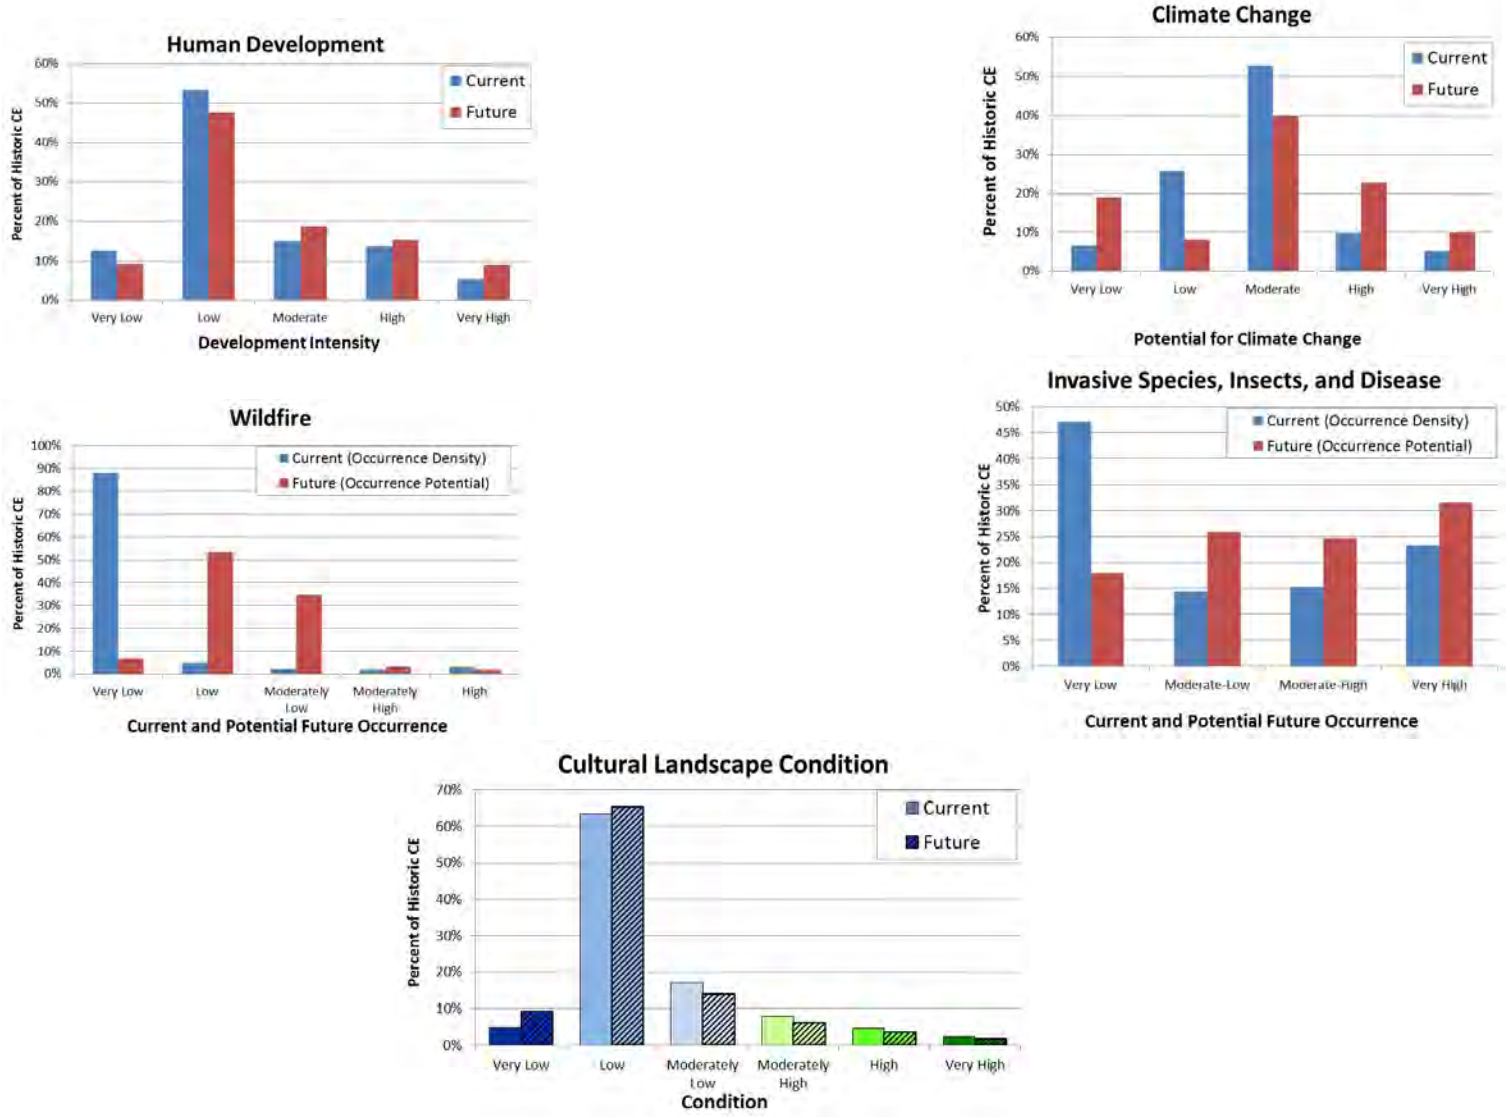 Human Development
60%
50%
40%
30%
20%
10%
0%
Percent of Historic CE
Current
Future
Very Low Low Moderate High Very High
Development Intensity
Climate Change
60%
50%
40%
30%
20%
10%
0%
Percent of Historic CE
Current
Future
Very Low Low Moderate High Very High
Potential for Climate Change
Wildfire
100%
90%
80%
70%
60%
50%
40%
30%
20%
10%
0%
Percent of Historic CE
Current (Occurrence Density)
Future (Occurrence Potential)
Very Low Low Moderately Moderately High
Low High
Current and Potential Future Occurrence
Invasive Species, Insects, and Disease
50%
45%
40%
35%
30%
25%
20%
15%
10%
5%
0%
Percent of Historic CE
Current (Occurrence Density)
Future (Occurrence Potential)
Very Low Moderate-Low Moderate-High Very High
Current and Potential Future Occurrence
Cultural Landscape Condition
70%
60%
50%
40%
30%
20%
10%
0%
Percent of Historic CE
Current
Future
Very Low Low Moderately Moderately High Very High
Low High
Condition